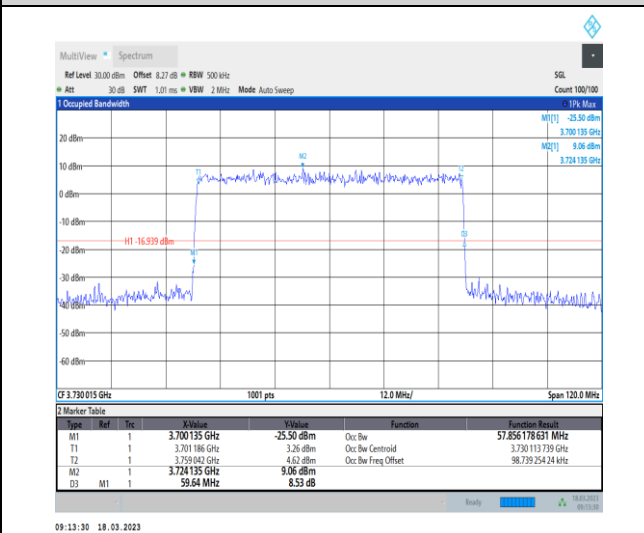 MultiView Spectrum
Ref Level 30.00 dBm Offset 8.27 dB RBW 500 kHz SGL
Att 30 dB SWT 1.01 ms VBW 2 MHz Mode Auto Sweep Count 100/100
1 Occupied Bandwidth 1Pk Max
M1[1] -25.50 dBm
3.700 135 GHz
M2[1] 9.06 dBm
3.724 135 GHz
20 dBm
10 dBm
0 dBm
-10 dBm
-20 dBm
-30 dBm
-40 dBm
-50 dBm
-60 dBm
M2
T1
T2
D3
H1 -16.939 dBm
M1
CF 3.730 015 GHz 1001 pts 12.0 MHz/ Span 120.0 MHz
2 Marker Table
Type Ref Trc X-Value Y-Value Function Function Result
M1 1 3.700 135 GHz -25.50 dBm Occ Bw 57.856 178 631 MHz
T1 1 3.701 186 GHz 3.26 dBm Occ Bw Centroid 3.730 113 739 GHz
T2 1 3.759 042 GHz 4.62 dBm Occ Bw Freq Offset 98.739 254 24 kHz
M2 1 3.724 135 GHz 9.06 dBm
D3 M1 1 59.64 MHz 8.53 dB
Ready 18.03.2023
09:13:30
09:13:30 18.03.2023